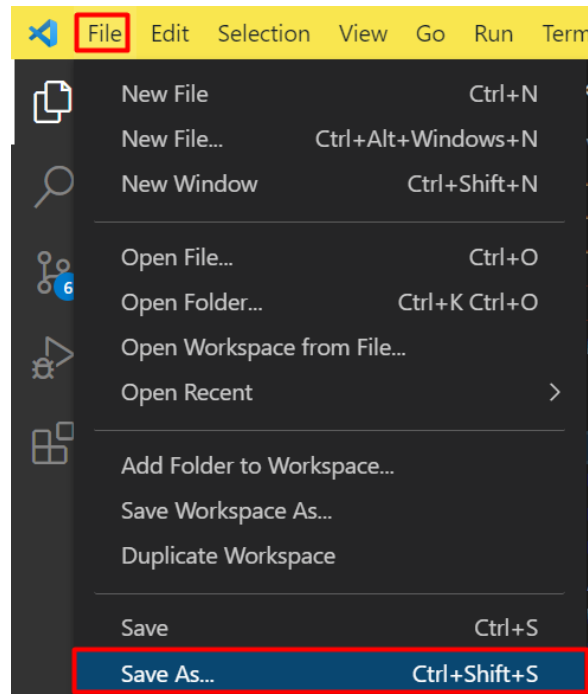 File Edit Selection View Go Run Term
New File Ctrl+N
New File... Ctrl+Alt+Windows+N
New Window Ctrl+Shift+N
Open File... Ctrl+O
Open Folder... Ctrl+K Ctrl+O
Open Workspace from File...
Open Recent
6
Add Folder to Workspace...
Save Workspace As...
Duplicate Workspace
Save Ctrl+S
Save As... Ctrl+Shift+S